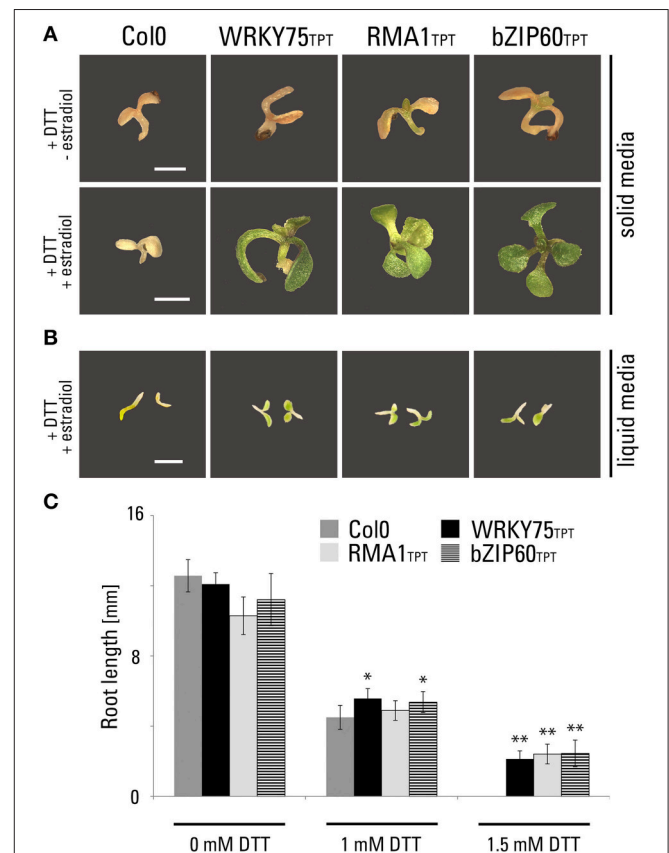 A
Col0 WRKY75TPT RMA1TPT bZIP60TPT
+ DTT
- estradiol
+ DTT
+ estradiol
solid media
B
+ DTT
+ estradiol
liquid media
C
16
Col0 WRKY75TPT
RMA1TPT bZIP60TPT
Root length [mm]
8
* *
** ** **
0
0 mM DTT 1 mM DTT 1.5 mM DTT